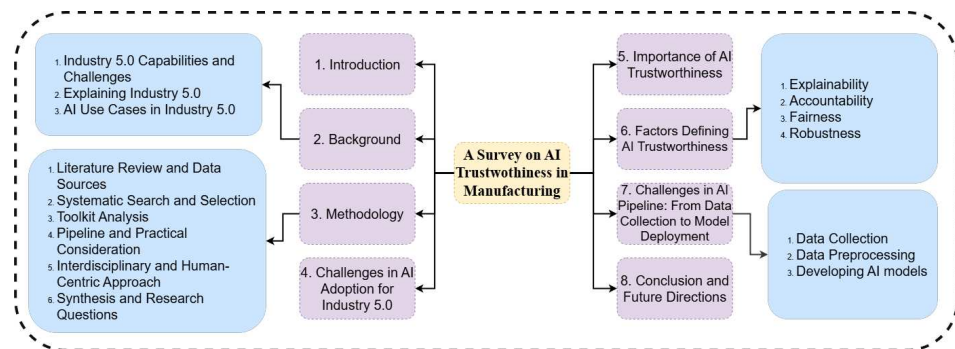 1. Industry 5.0 Capabilities and
Challenges
2. Explaining Industry 5.0
3. AI Use Cases in Industry 5.0
1. Literature Review and Data
Sources
2. Systematic Search and Selection
3. Toolkit Analysis
4. Pipeline and Practical
Consideration
5. Interdisciplinary and Human-
Centric Approach
6. Synthesis and Research
Questions
1. Introduction
2. Background
3. Methodology
4. Challenges in AI
Adoption for
Industry 5.0
A Survey on AI
Trustwothiness in
Manufacturing
5. Importance of AI
Trustworthiness
6. Factors Defining
AI Trustworthiness
7. Challenges in AI
Pipeline: From Data
Collection to Model
Deployment
8. Conclusion and
Future Directions
1. Explainability
2. Accountability
3. Fairness
4. Robustness
1. Data Collection
2. Data Preprocessing
3. Developing AI models